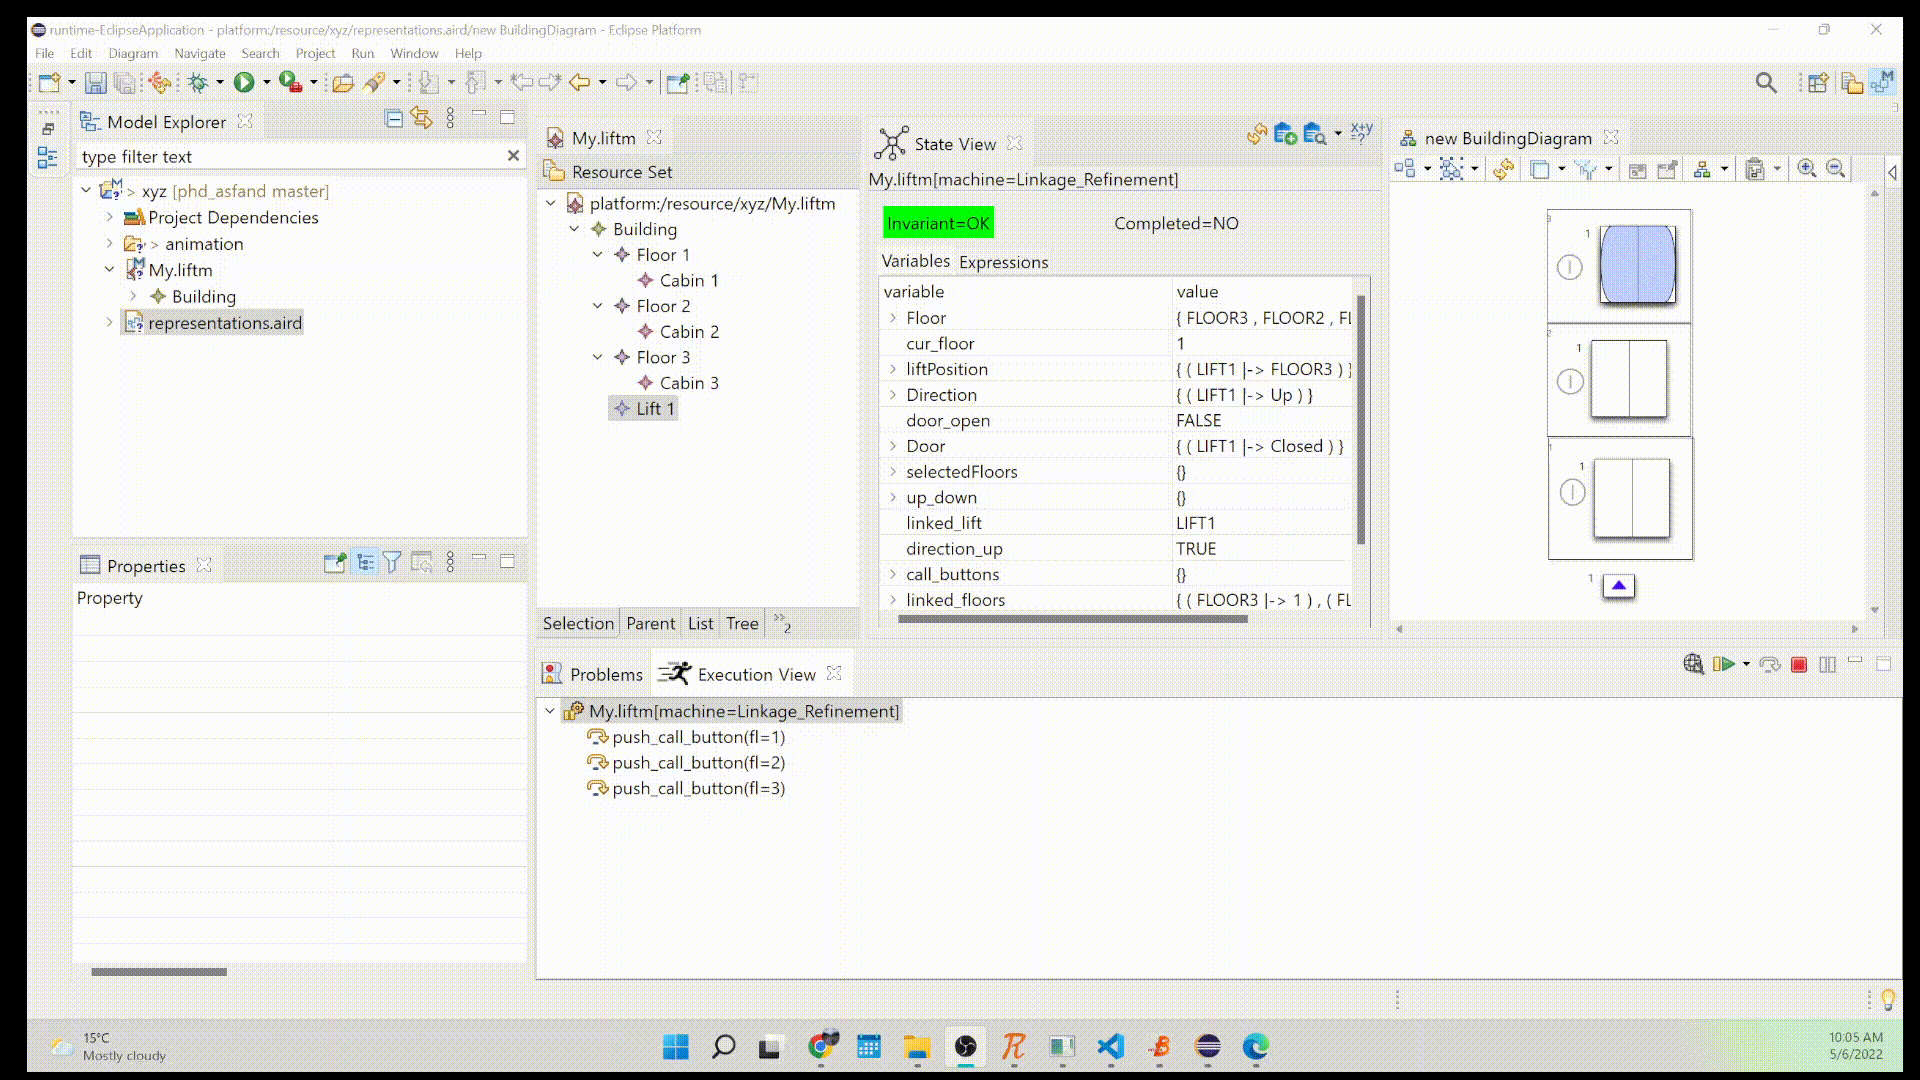 runtime-EclipseApplication - platform:/resource/xyz/representations.aird/new BuildingDiagram - Eclipse Platform
File Edit Diagram Navigate Search Project Run Window Help
Model Explorer
type filter text
> xyz [phd_asfand master]
Project Dependencies
> animation
My.liftm
Building
representations.aird
Properties
Property
My.liftm
Resource Set
platform:/resource/xyz/My.liftm
Building
Floor 1
Cabin 1
Floor 2
Cabin 2
Floor 3
Cabin 3
Lift 1
Selection Parent List Tree »2
State View
x+y=?
My.liftm[machine=Linkage_Refinement]
Invariant=OK Completed=NO
Variables Expressions
variable value
Floor { FLOOR3 , FLOOR2 , FL
cur_floor 1
liftPosition { ( LIFT1 |-> FLOOR3 ) }
Direction { ( LIFT1 |-> Up ) }
door_open FALSE
Door { ( LIFT1 |-> Closed ) }
selectedFloors {}
up_down {}
linked_lift LIFT1
direction_up TRUE
call_buttons {}
linked_floors { ( FLOOR3 |-> 1 ) , ( FL
new BuildingDiagram
3
1
2
1
1
1
1
Problems Execution View
My.liftm[machine=Linkage_Refinement]
push_call_button(fl=1)
push_call_button(fl=2)
push_call_button(fl=3)
15°C
Mostly cloudy
10:05 AM
5/6/2022